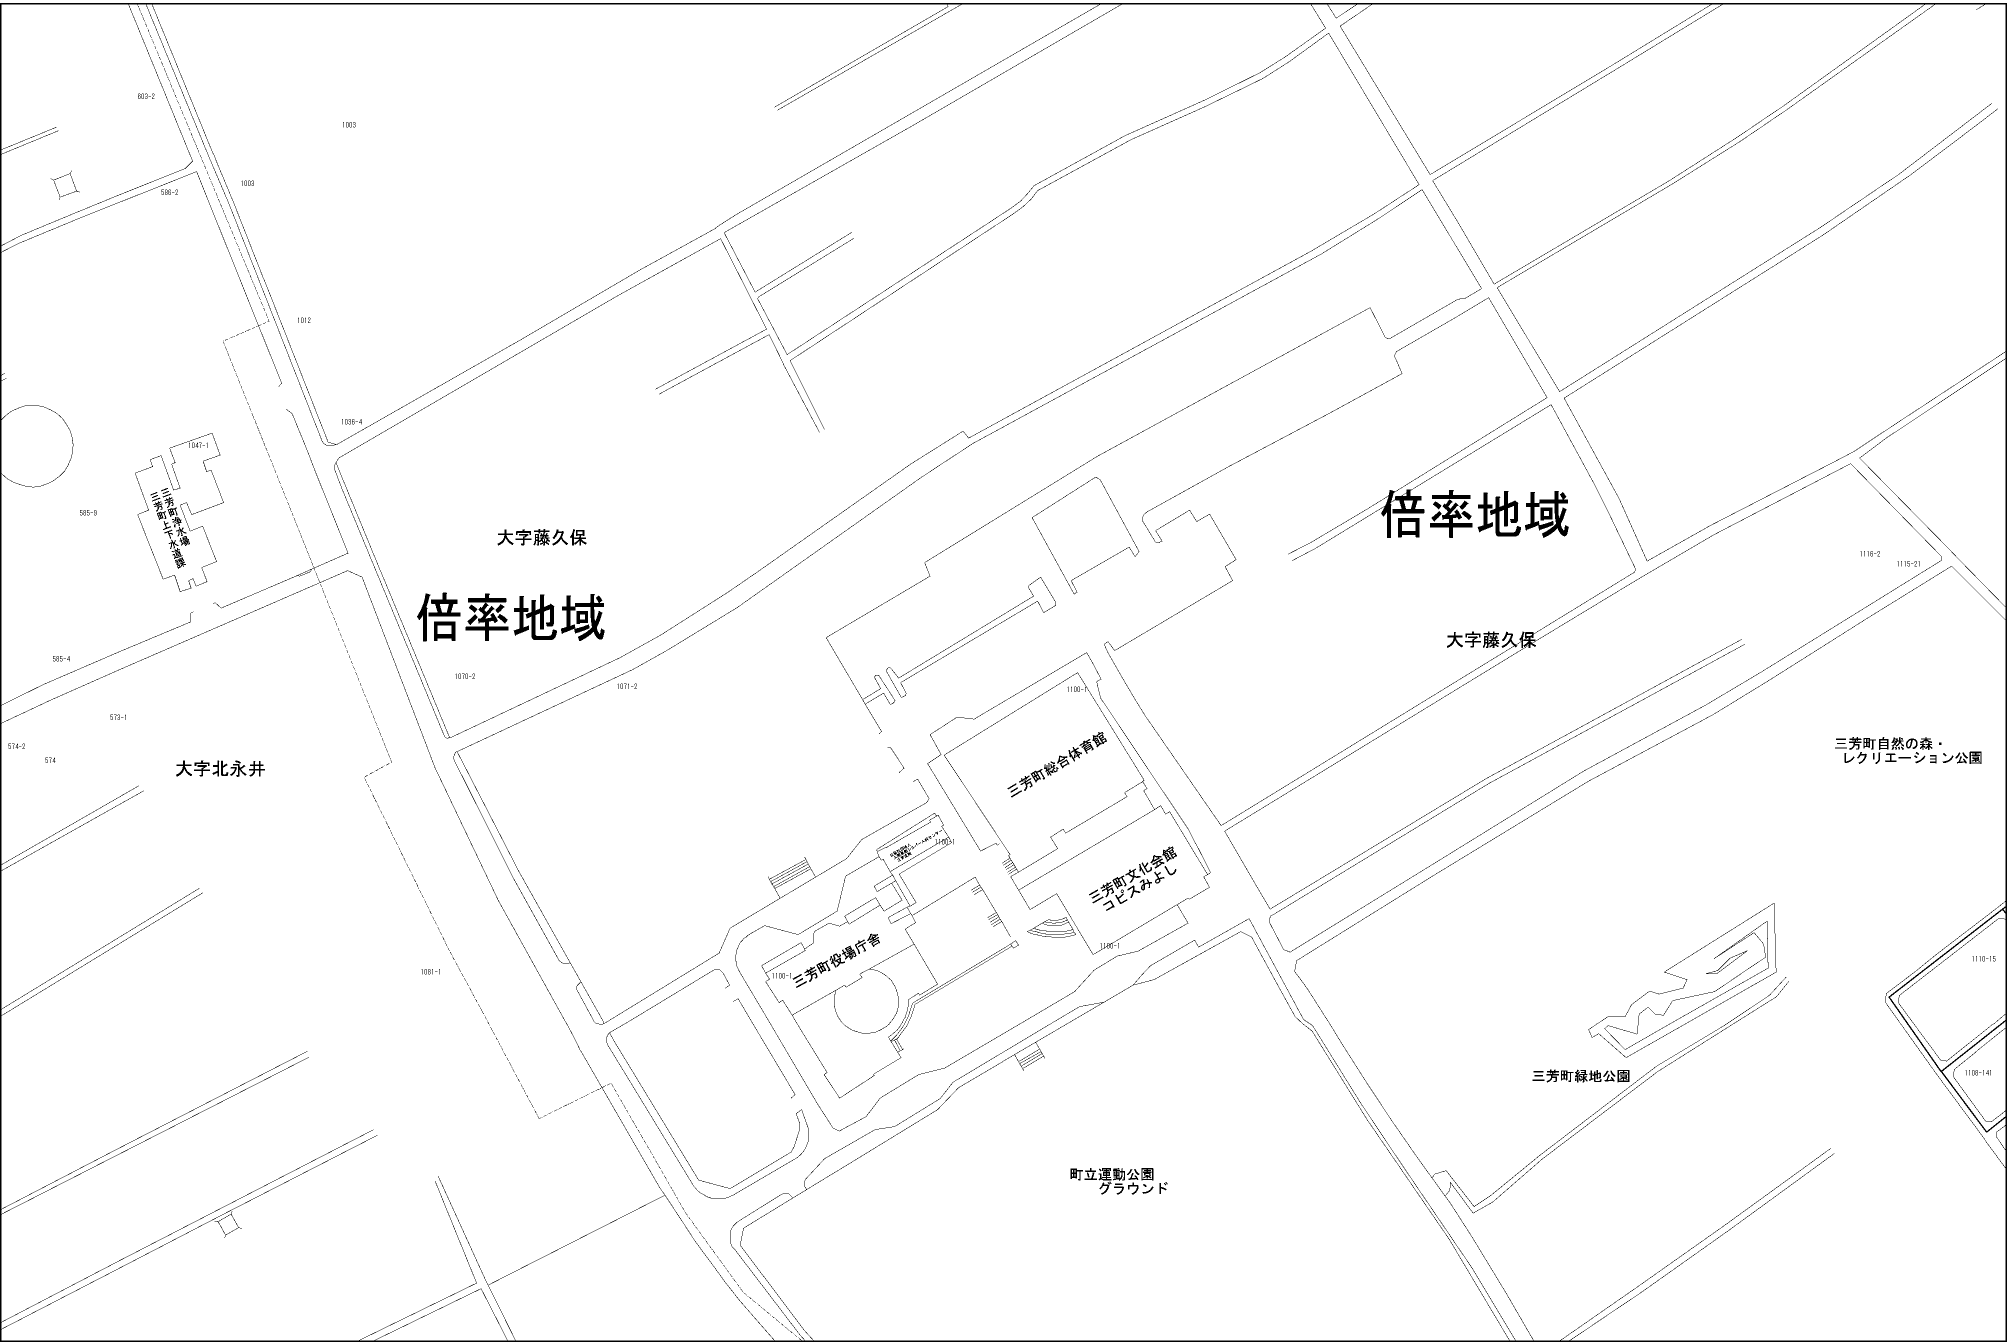 603-2
1003
586-2
1003
1012
1036-4
1047-1
三芳町浄水場
三芳町上下水道課
585-9
大字藤久保
倍率地域
倍率地域
1116-2
1115-21
大字藤久保
585-4
1070-2
1071-2
1100-1
573-1
574-2
574
大字北永井
三芳町総合体育館
三芳町自然の森・
レクリエーション公園
1100-1
三芳町文化会館
コピスみよし
1100-1
三芳町役場庁舎
1100-1
1081-1
1110-15
三芳町緑地公園
1108-141
町立運動公園
グラウンド